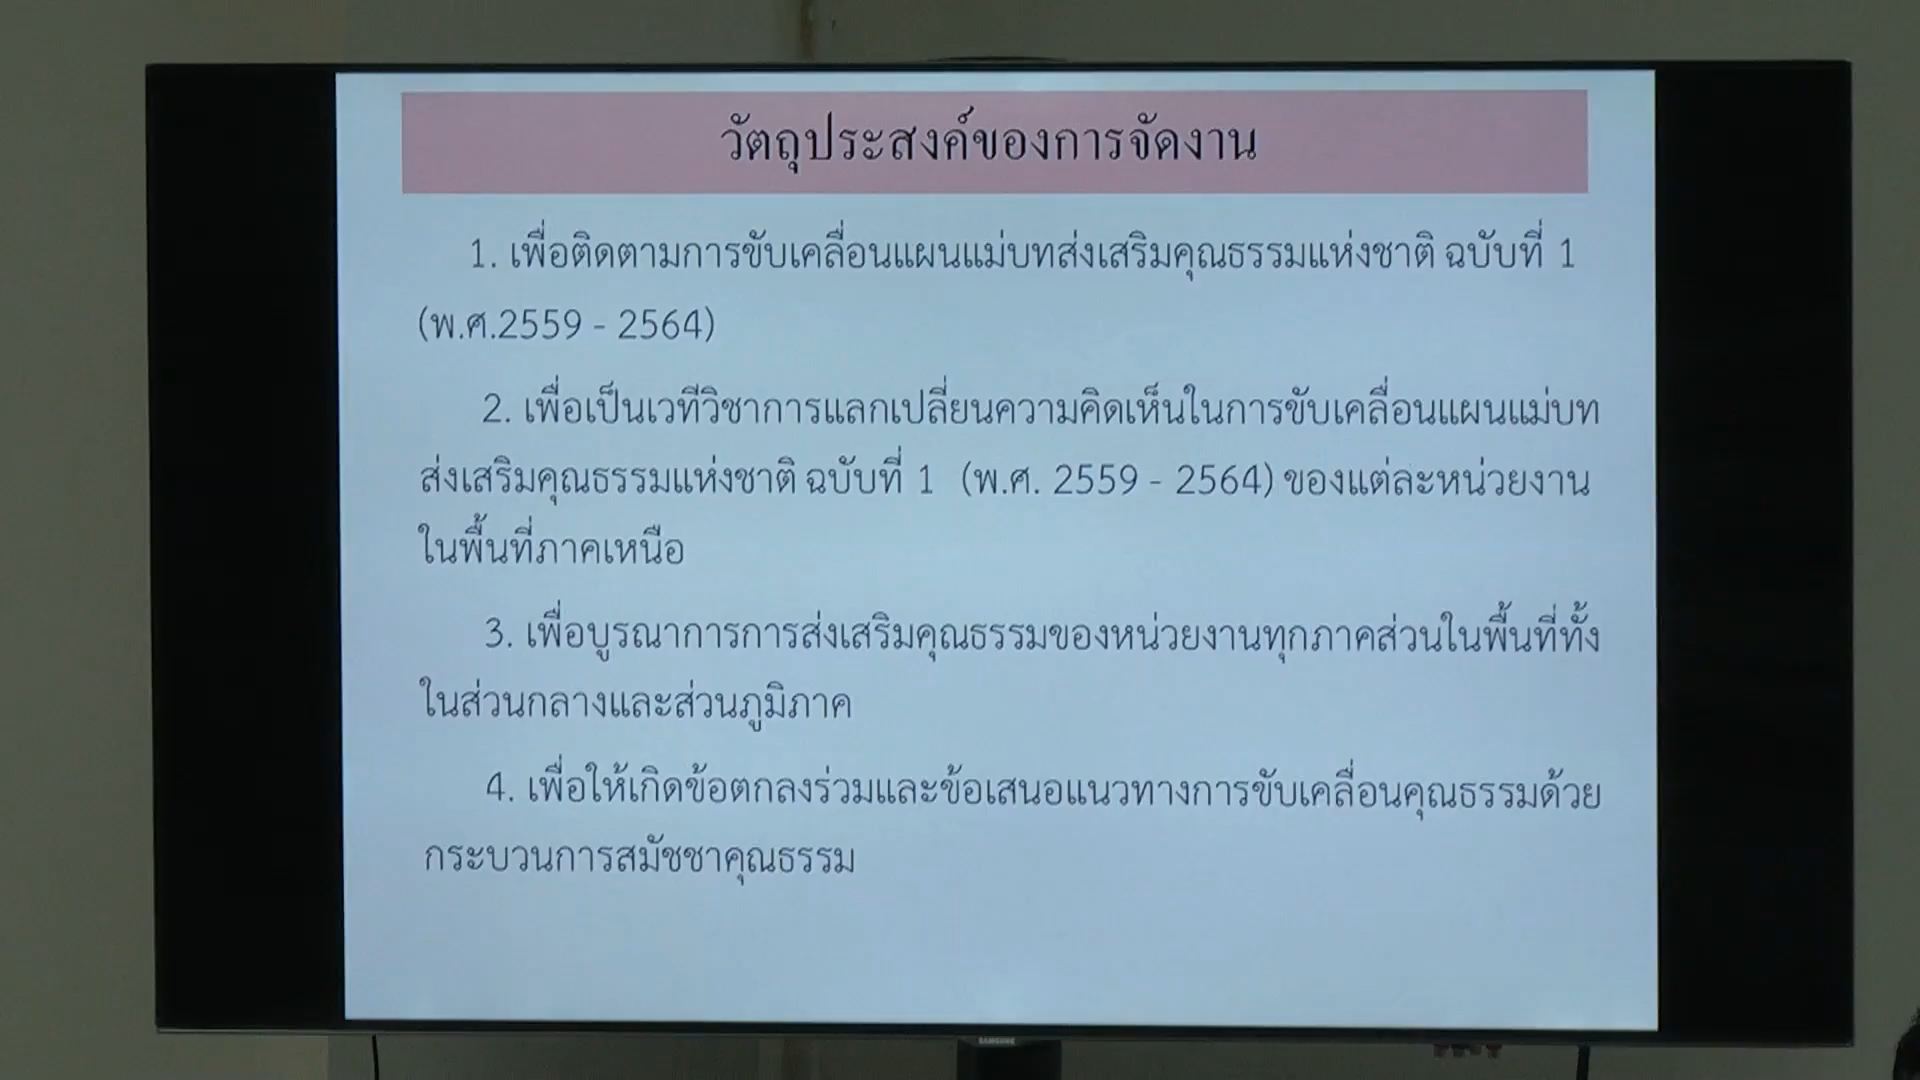 วัตถุประสงค์ของการจัดงาน
1. เพื่อติดตามการขับเคลื่อนแผนแม่บทส่งเสริมคุณธรรมแห่งชาติ ฉบับที่ 1
(พ.ศ.2559 - 2564)
2. เพื่อเป็นเวทีวิชาการแลกเปลี่ยนความคิดเห็นในการขับเคลื่อนแผนแม่บท
ส่งเสริมคุณธรรมแห่งชาติ ฉบับที่ 1 (พ.ศ. 2559 - 2564) ของแต่ละหน่วยงาน
ในพื้นที่ภาคเหนือ
3. เพื่อบูรณาการการส่งเสริมคุณธรรมของหน่วยงานทุกภาคส่วนในพื้นที่ทั้ง
ในส่วนกลางและส่วนภูมิภาค
4. เพื่อให้เกิดข้อตกลงร่วมและข้อเสนอแนวทางการขับเคลื่อนคุณธรรมด้วย
กระบวนการสมัชชาคุณธรรม
SAMSUNG